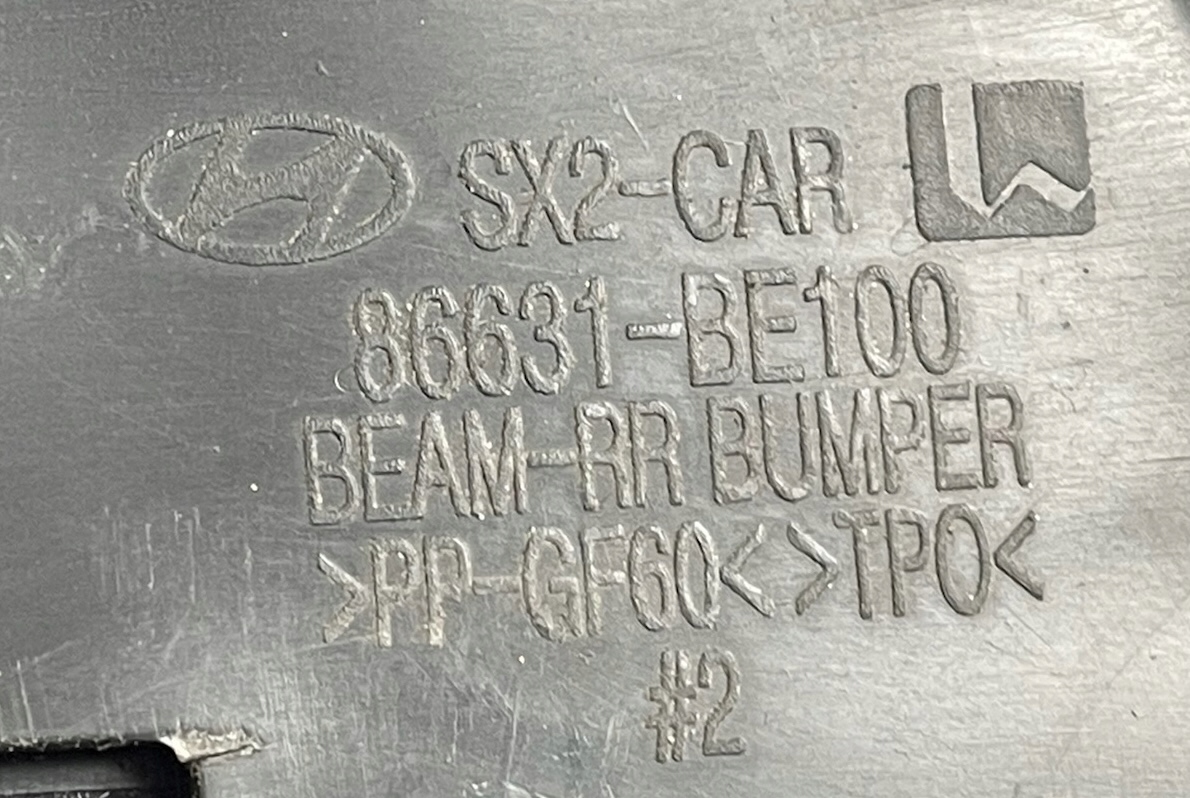 SX2-CAR
86631-BE100
BEAM-RR BUMPER
>PP-GF60<>TPO<
#2